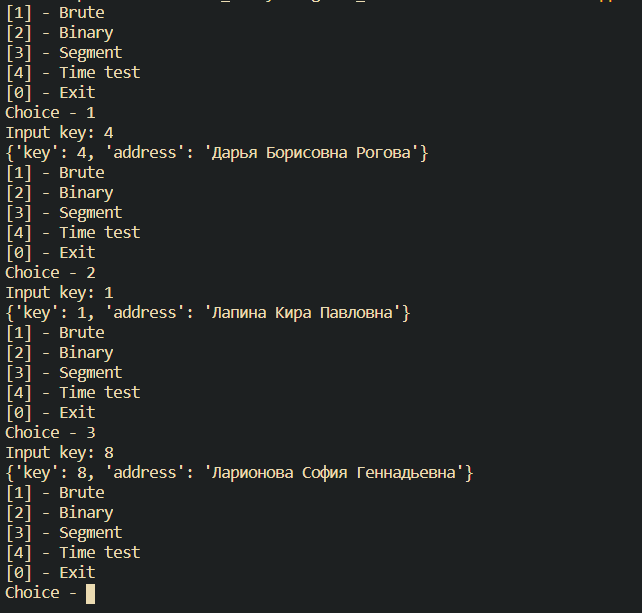 [1] - Brute
[2] - Binary
[3] - Segment
[4] - Time test
[0] - Exit
Choice - 1
Input key: 4
{'key': 4, 'address': 'Дарья Борисовна Рогова'}
[1] - Brute
[2] - Binary
[3] - Segment
[4] - Time test
[0] - Exit
Choice - 2
Input key: 1
{'key': 1, 'address': 'Лапина Кира Павловна'}
[1] - Brute
[2] - Binary
[3] - Segment
[4] - Time test
[0] - Exit
Choice - 3
Input key: 8
{'key': 8, 'address': 'Ларионова София Геннадьевна'}
[1] - Brute
[2] - Binary
[3] - Segment
[4] - Time test
[0] - Exit
Choice -